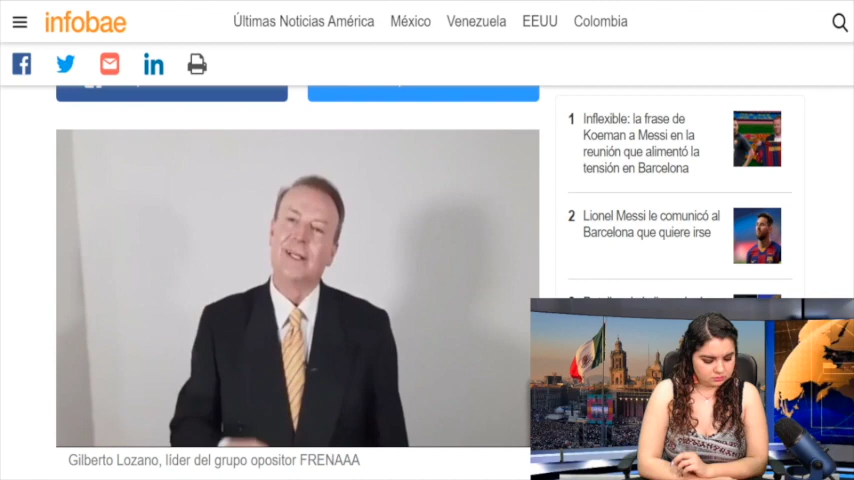 infobae
Últimas Noticias América México Venezuela EEUU Colombia
1 Inflexible: la frase de
Koeman a Messi en la
reunión que alimentó la
tensión en Barcelona
2 Lionel Messi le comunicó al
Barcelona que quiere irse
Gilberto Lozano, líder del grupo opositor FRENAAA